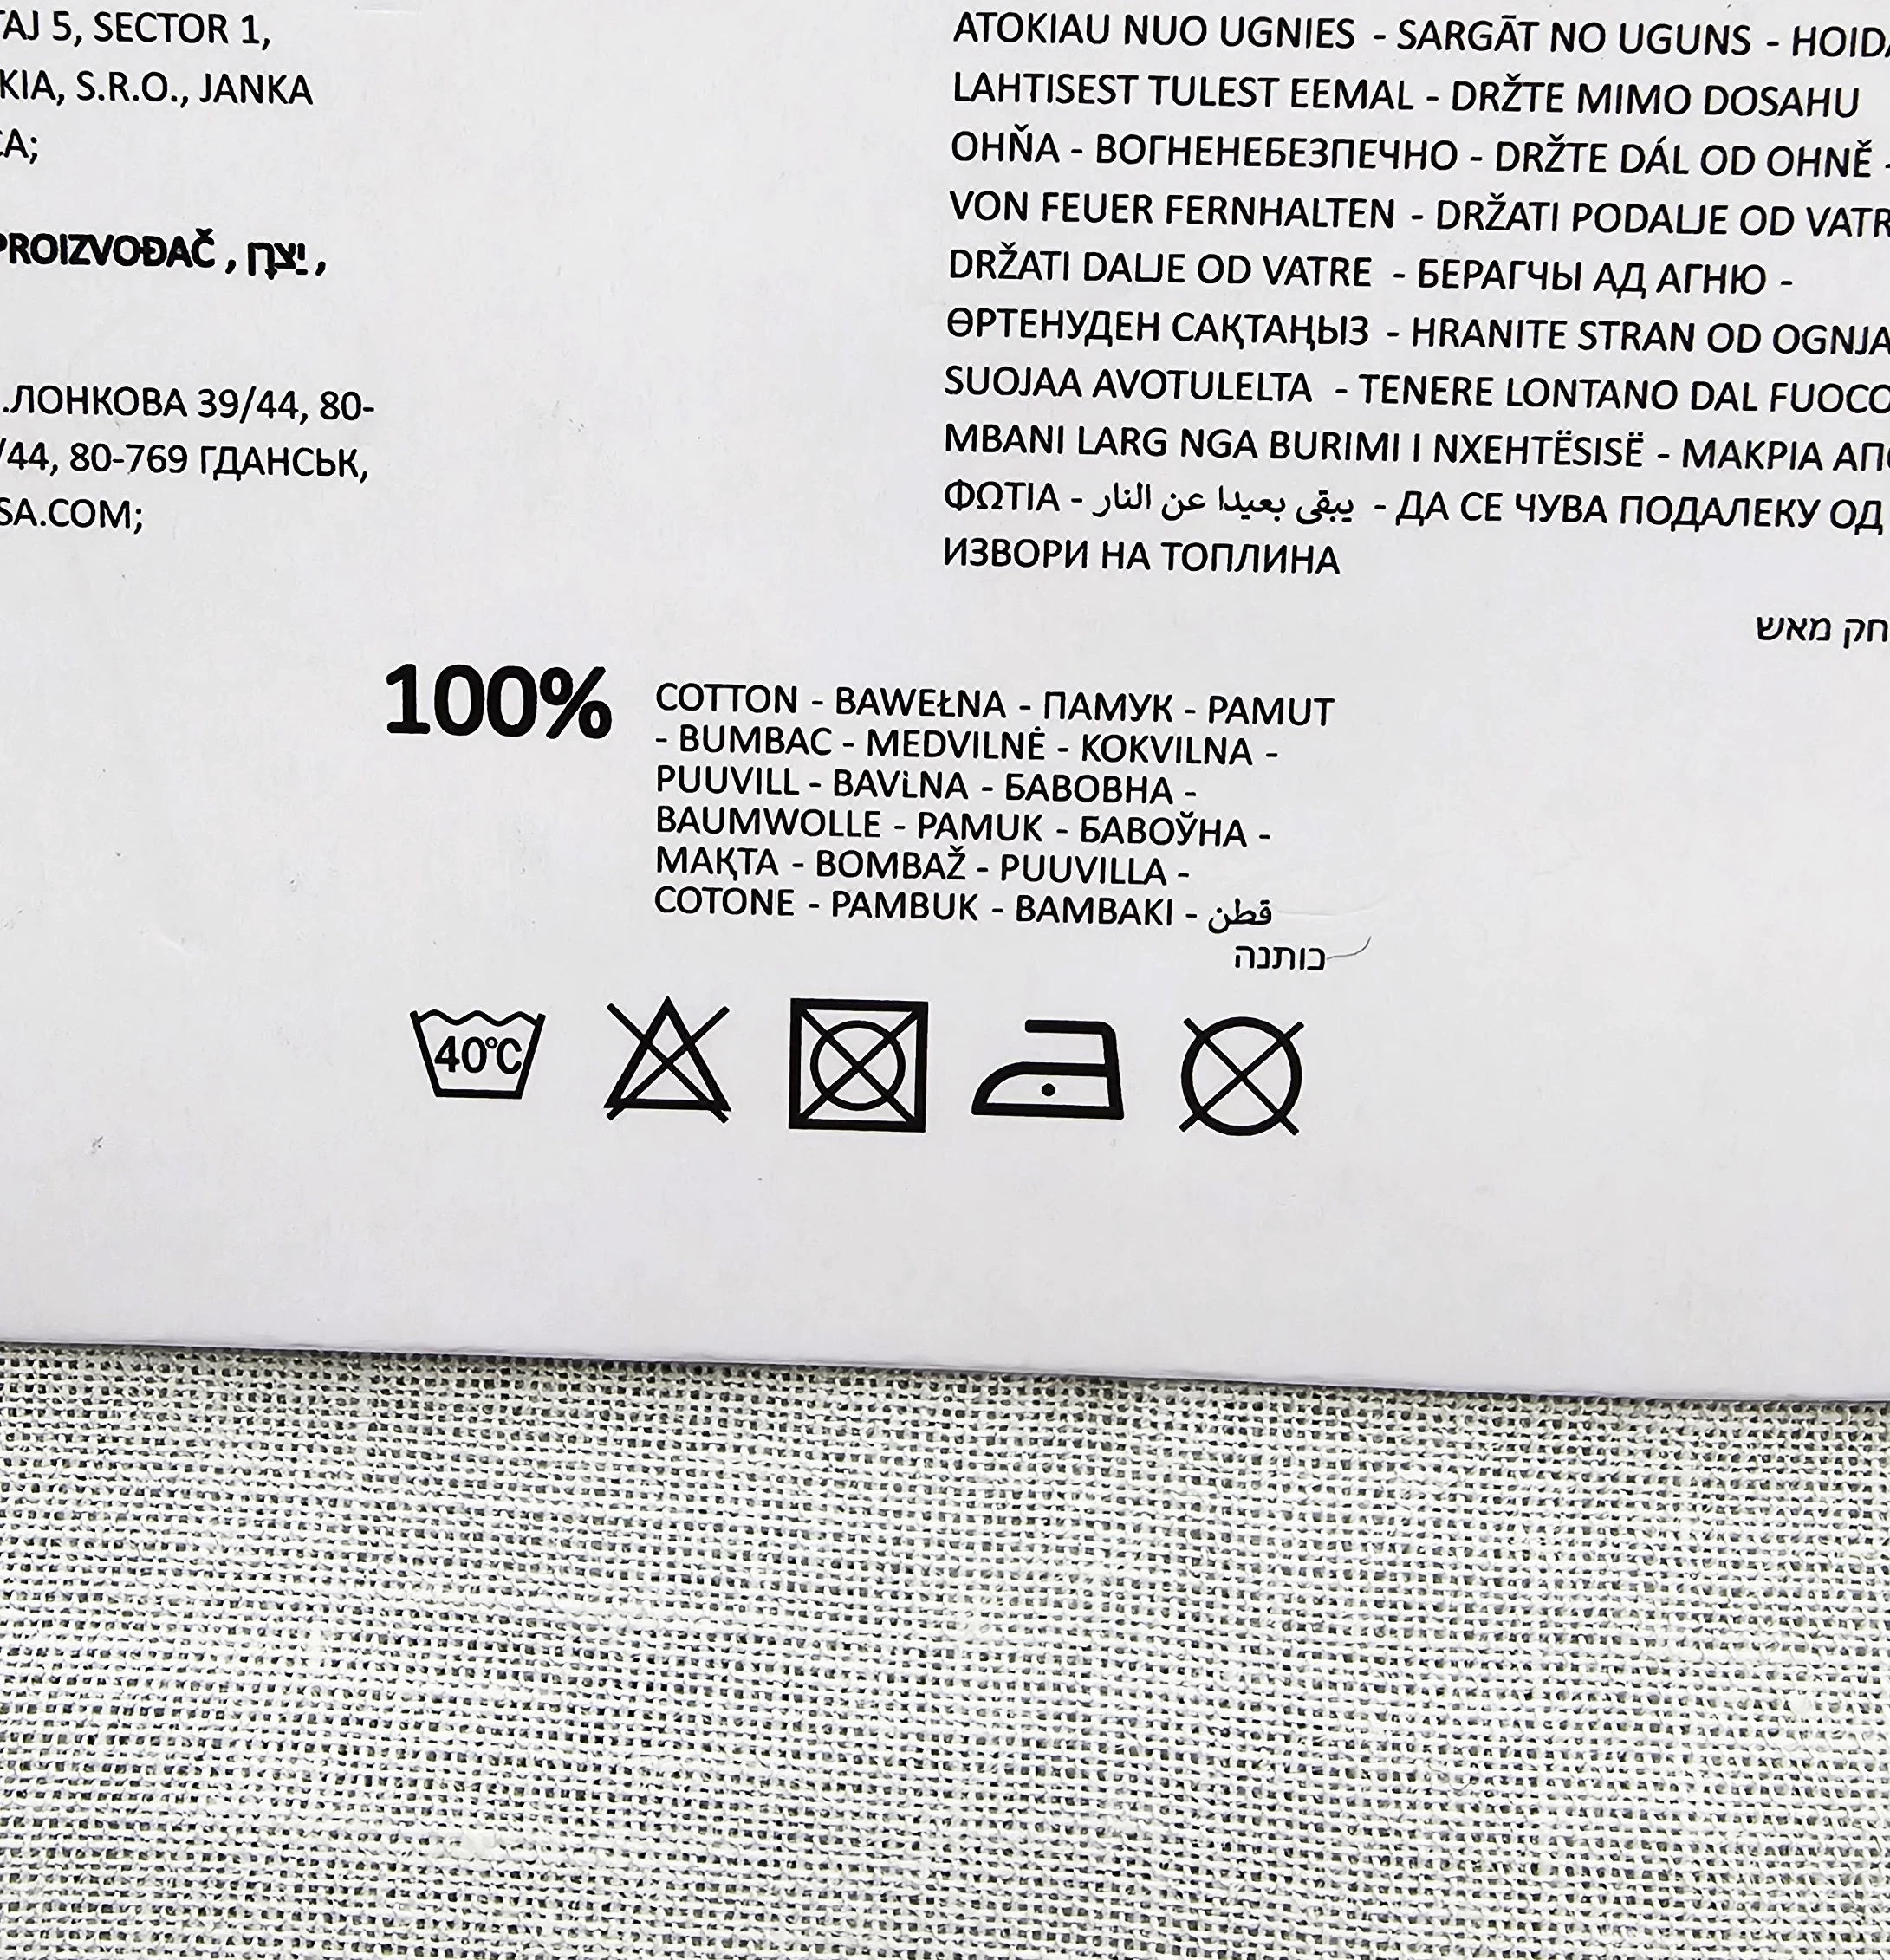 TAJ 5, SECTOR 1,
KIA, S.R.O., JANKA
CA;
PROIZVOĐAČ , יַצרָן ,
.ЛОНКОВА 39/44, 80-
/44, 80-769 ГДАНСЬК,
SA.COM;
ATOKIAU NUO UGNIES - SARGĀT NO UGUNS - HOIDA
LAHTISEST TULEST EEMAL - DRŽTE MIMO DOSAHU
OHŇA - ВОГНЕНЕБЕЗПЕЧНО - DRŽTE DÁL OD OHNĚ -
VON FEUER FERNHALTEN - DRŽATI PODALJE OD VATR
DRŽATI DALJE OD VATRE - БЕРАГЧЫ АД АГНЮ -
ӨРТЕНУДЕН САҚТАҢЫЗ - HRANITE STRAN OD OGNJA
SUOJAA AVOTULELTA - TENERE LONTANO DAL FUOCO
MBANI LARG NGA BURIMI I NXEHTËSISË - ΜΑΚΡΙΑ ΑΠΟ
ΦΩΤΙΑ - يبقى بعيدا عن النار - ДА СЕ ЧУВА ПОДАЛЕКУ ОД
ИЗВОРИ НА ТОПЛИНА
חק מאש
100%
COTTON - BAWEŁNA - ПАМУК - PAMUT
- BUMBAC - MEDVILNĖ - KOKVILNA -
PUUVILL - BAVLNA - БАВОВНА -
BAUMWOLLE - PAMUK - БАВОЎНА -
МАҚТА - BOMBAŽ - PUUVILLA -
COTONE - PAMBUK - BAMBAKI - قطن
כותנה
40°C